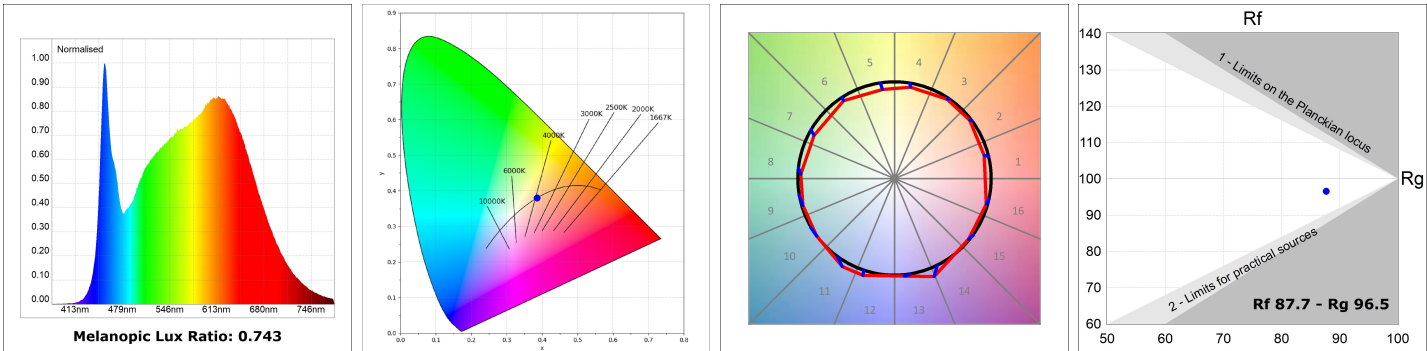 Normalised
1.00
0.90
0.80
0.70
0.60
0.50
0.40
0.30
0.20
0.10
0.00
413nm 479nm 546nm 613nm 680nm 746nm
Melanopic Lux Ratio: 0.743
0.9
0.8
0.7
0.6
0.5
0.4
0.3
0.2
0.1
0.0
y
0.0 0.1 0.2 0.3 0.4 0.5 0.6 0.7 0.8
x
1667K
2000K
2500K
3000K
4000K
6000K
10000K
1
2
3
4
5
6
7
8
9
10
11
12
13
14
15
16
Rf
140
130
120
110
100
90
80
70
60
Rg
1 - Limits on the Planckian locus
2 - Limits for practical sources
Rf 87.7 - Rg 96.5
50 60 70 80 90 100